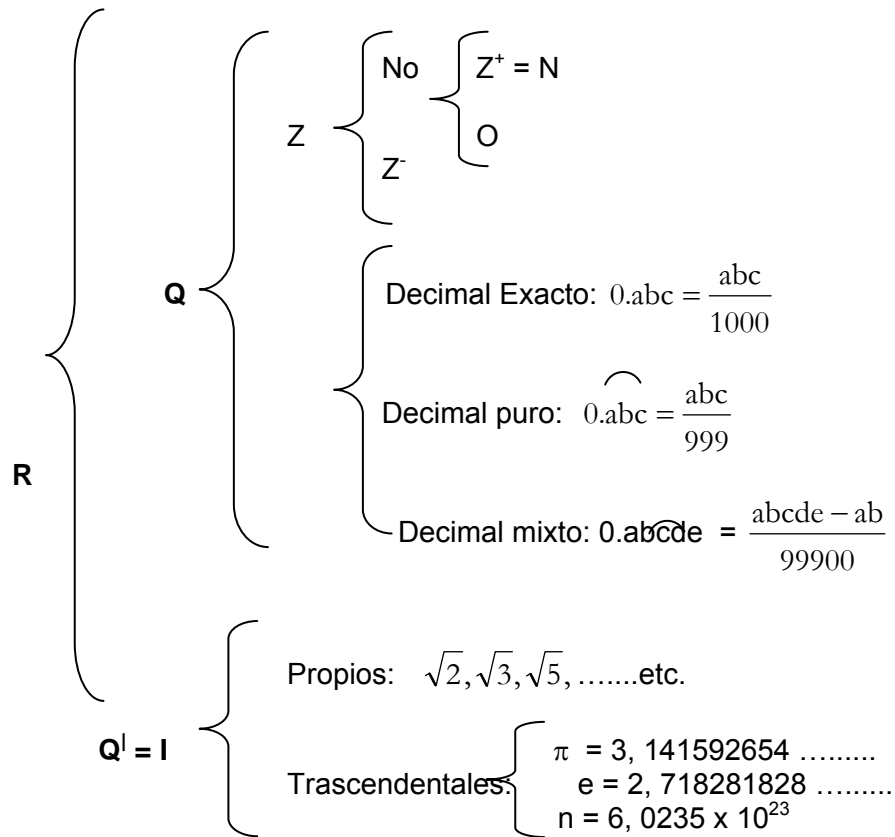 No
Z⁺ = N
Z
O
Z⁻
Q
Decimal Exacto: 0.abc = abc/1000
Decimal puro: 0.abc = abc/999
R
Decimal mixto: 0.abcde = abcde − ab/99900
Propios: √2, √3, √5, …....etc.
Qᴵ = I
π = 3, 141592654 ….....
Trascendentales:
e = 2, 718281828 ….....
n = 6, 0235 x 10²³